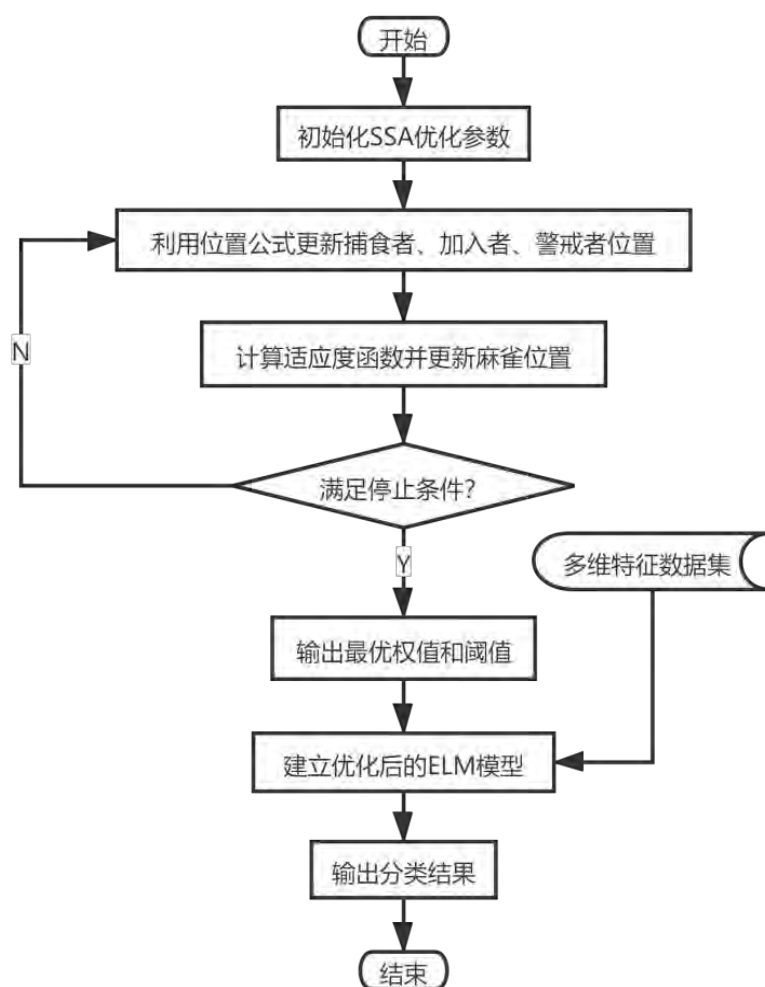 开始
初始化SSA优化参数
利用位置公式更新捕食者、加入者、警戒者位置
N
计算适应度函数并更新麻雀位置
满足停止条件?
Y
多维特征数据集
输出最优权值和阈值
建立优化后的ELM模型
输出分类结果
结束